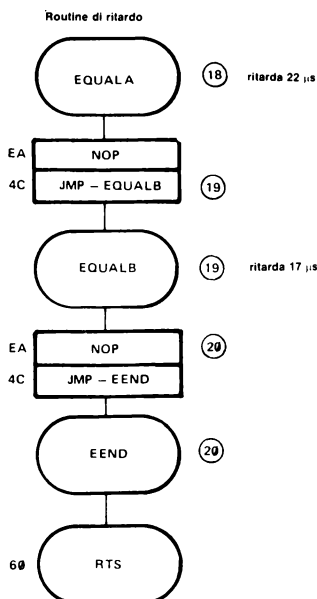 Routine di ritardo
EQUALA 18 ritarda 22 μs
EA NOP
4C JMP – EQUALB 19
EQUALB 19 ritarda 17 μs
EA NOP 20
4C JMP – EEND
EEND 20
60 RTS